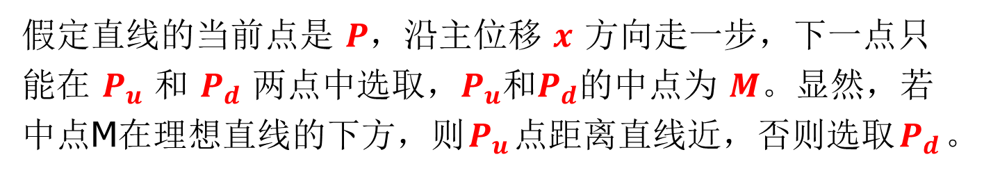 假定直线的当前点是 P，沿主位移 x 方向走一步，下一点只
能在 Pu 和 Pd 两点中选取，Pu和Pd的中点为 M。显然，若
中点M在理想直线的下方，则Pu点距离直线近，否则选取Pd。